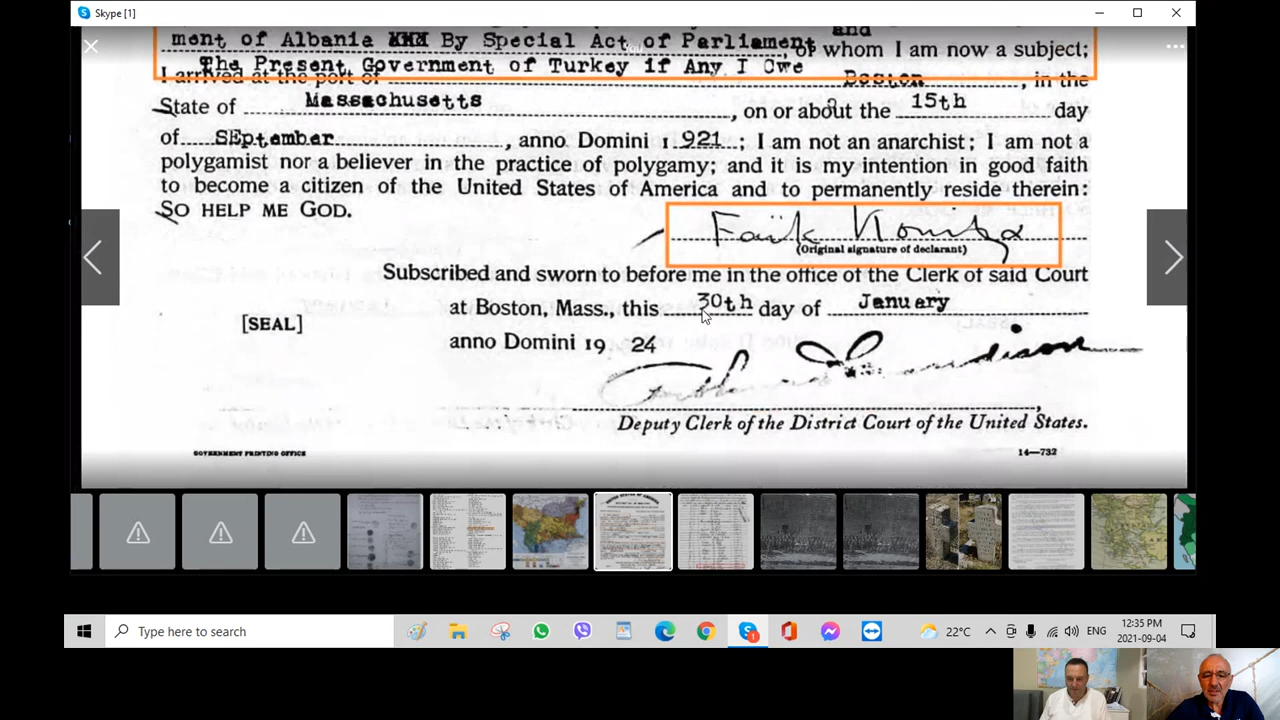 Skype [1]
and
ment of Albania XXX By Special Act of Parliament, of whom I am now a subject;
The Present Government of Turkey if Any I Owe
I arrived at the port of Boston, in the
State of Massachusetts, on or about the 15th day
of SEptember, anno Domini 1 921; I am not an anarchist; I am not a
polygamist nor a believer in the practice of polygamy; and it is my intention in good faith
to become a citizen of the United States of America and to permanently reside therein:
SO HELP ME GOD.
Faïk Konitza
(Original signature of declarant)
Subscribed and sworn to before me in the office of the Clerk of said Court
at Boston, Mass., this 30th day of January
[SEAL]
anno Domini 19 24
Deputy Clerk of the District Court of the United States.
GOVERNMENT PRINTING OFFICE
14—732
Type here to search
22°C
ENG
12:35 PM
2021-09-04